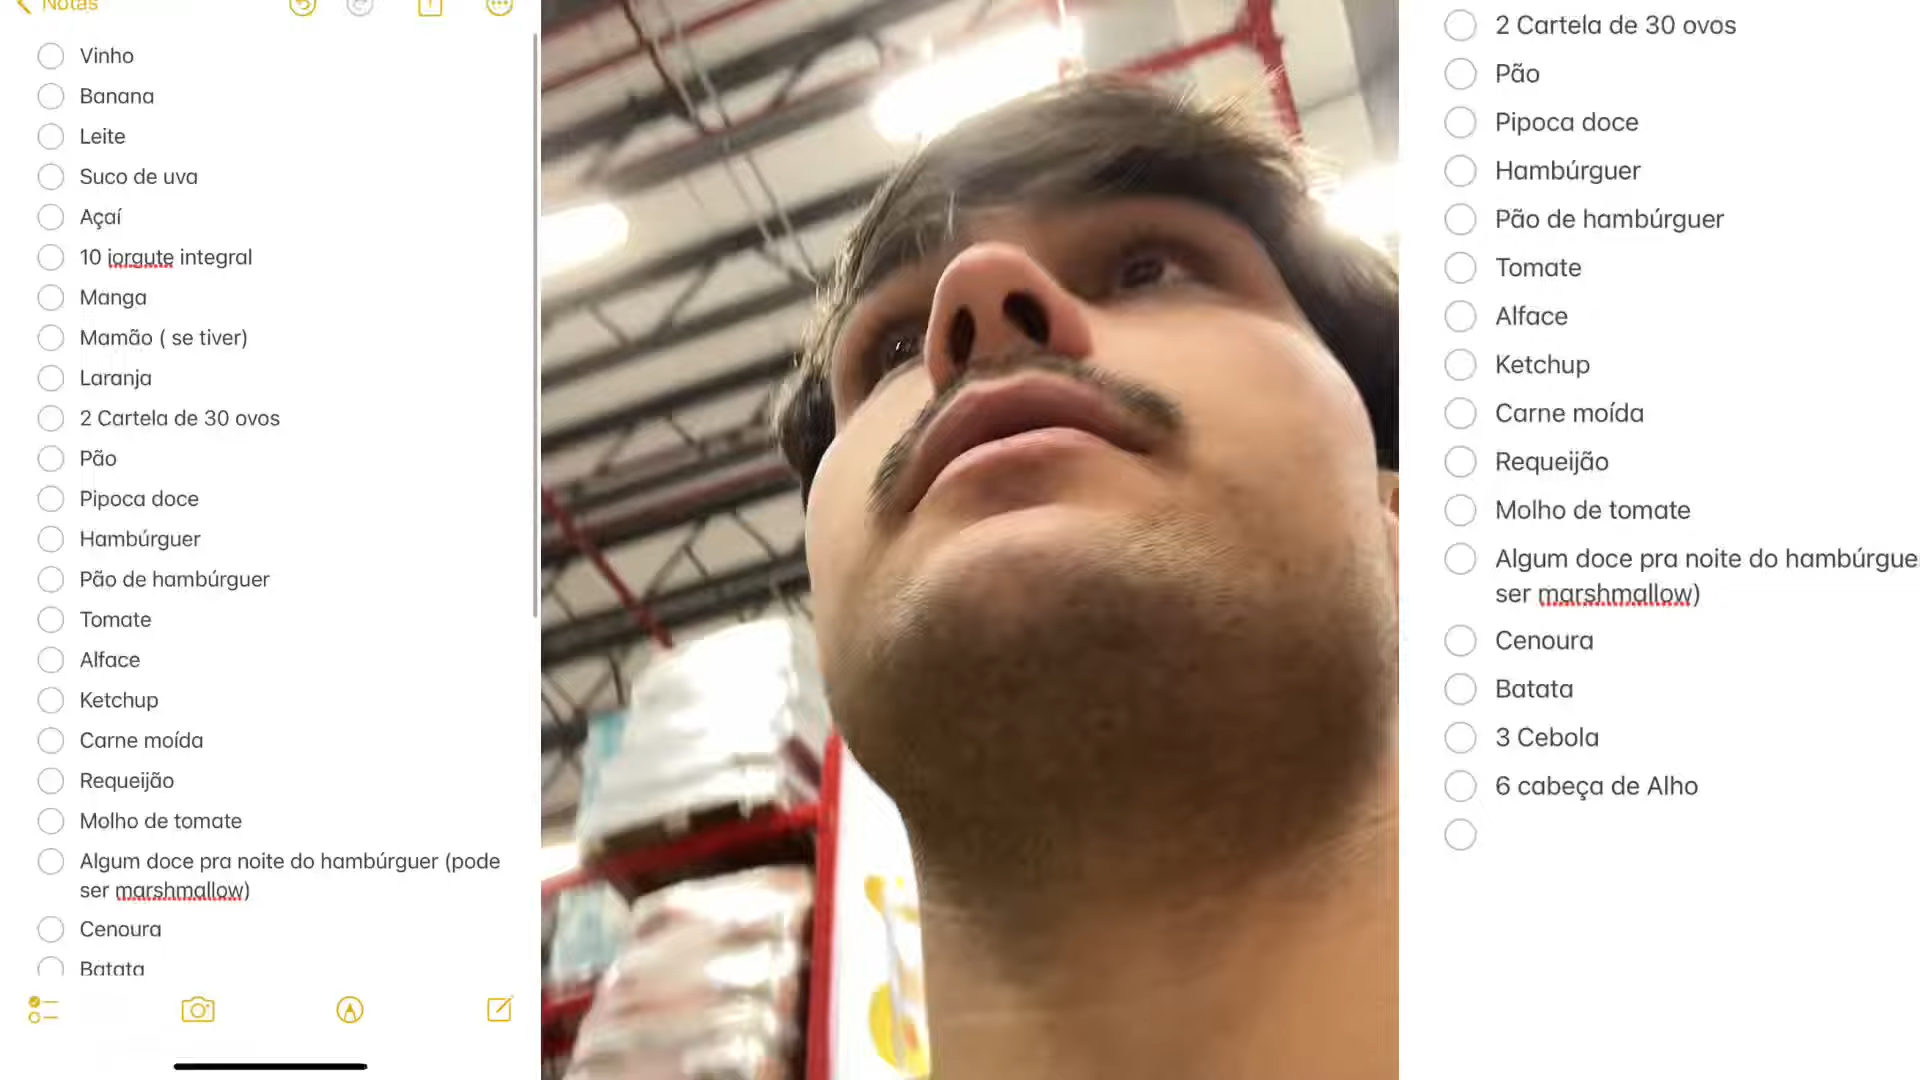 Notas
Vinho
Banana
Leite
Suco de uva
Açaí
10 iorgute integral
Manga
Mamão ( se tiver)
Laranja
2 Cartela de 30 ovos
Pão
Pipoca doce
Hambúrguer
Pão de hambúrguer
Tomate
Alface
Ketchup
Carne moída
Requeijão
Molho de tomate
Algum doce pra noite do hambúrguer (pode
ser marshmallow)
Cenoura
Batata
2 Cartela de 30 ovos
Pão
Pipoca doce
Hambúrguer
Pão de hambúrguer
Tomate
Alface
Ketchup
Carne moída
Requeijão
Molho de tomate
Algum doce pra noite do hambúrgue
ser marshmallow)
Cenoura
Batata
3 Cebola
6 cabeça de Alho